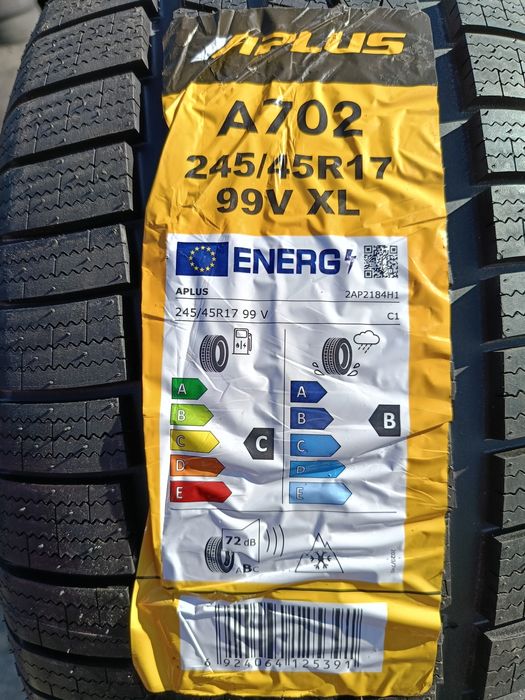 APLUS
A702
245/45R17
99V XL
ENERG
APLUS 2AP2184H1
245/45R17 99 V C1
A A
B B B
C C C
D D
E E
72 dB
ABC
6 924064 125391